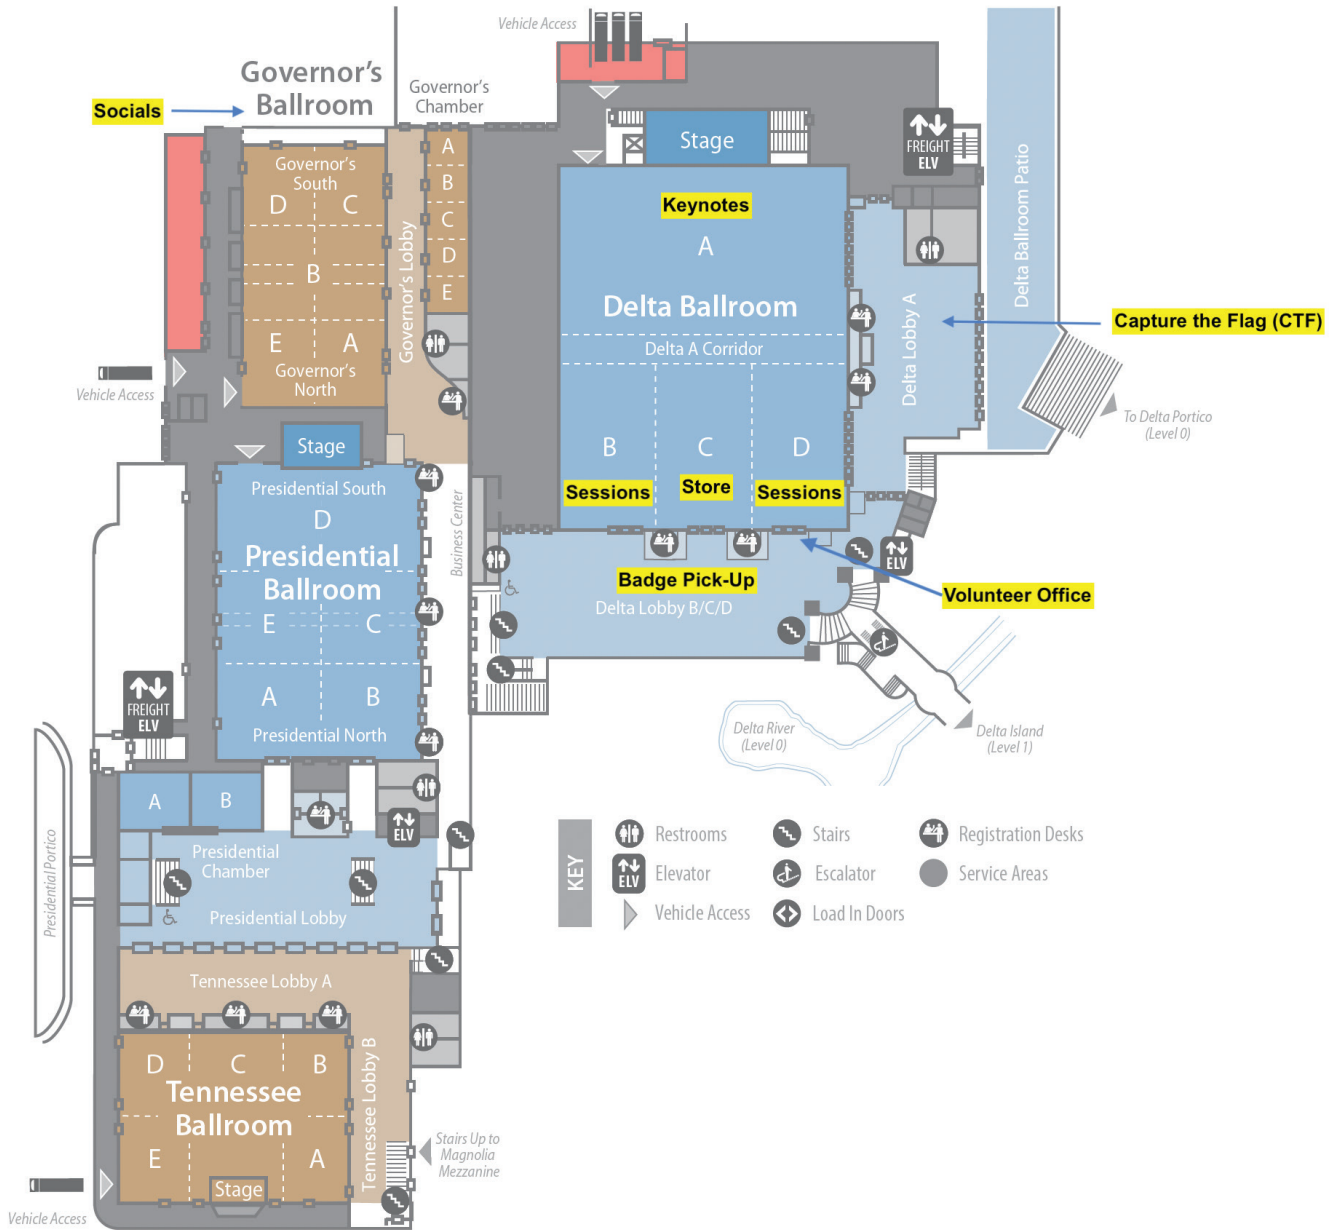 Vehicle Access
Governor's
Ballroom
Socials
Governor's
Chamber
Stage
FREIGHT
ELV
Governor's
South
D
C
B
E
A
Governor's
North
Governor's Lobby
A
B
C
D
E
Keynotes
A
Delta Ballroom
Delta A Corridor
B
C
D
Sessions
Store
Sessions
Delta Lobby A
Delta Ballroom Patio
Capture the Flag (CTF)
To Delta Portico
(Level 0)
Vehicle Access
Stage
Presidential South
D
Presidential
Ballroom
E
C
A
B
Presidential North
Business Center
Badge Pick-Up
Delta Lobby B/C/D
ELV
Volunteer Office
Delta River
(Level 0)
Delta Island
(Level 1)
FREIGHT
ELV
A
B
ELV
Presidential
Chamber
Presidential Lobby
Presidential Portico
KEY
Restrooms
Stairs
Registration Desks
ELV
Elevator
Escalator
Service Areas
Vehicle Access
Load In Doors
Tennessee Lobby A
Tennessee Lobby B
D
C
B
Tennessee
Ballroom
E
A
Stage
Stairs Up to
Magnolia
Mezzanine
Vehicle Access